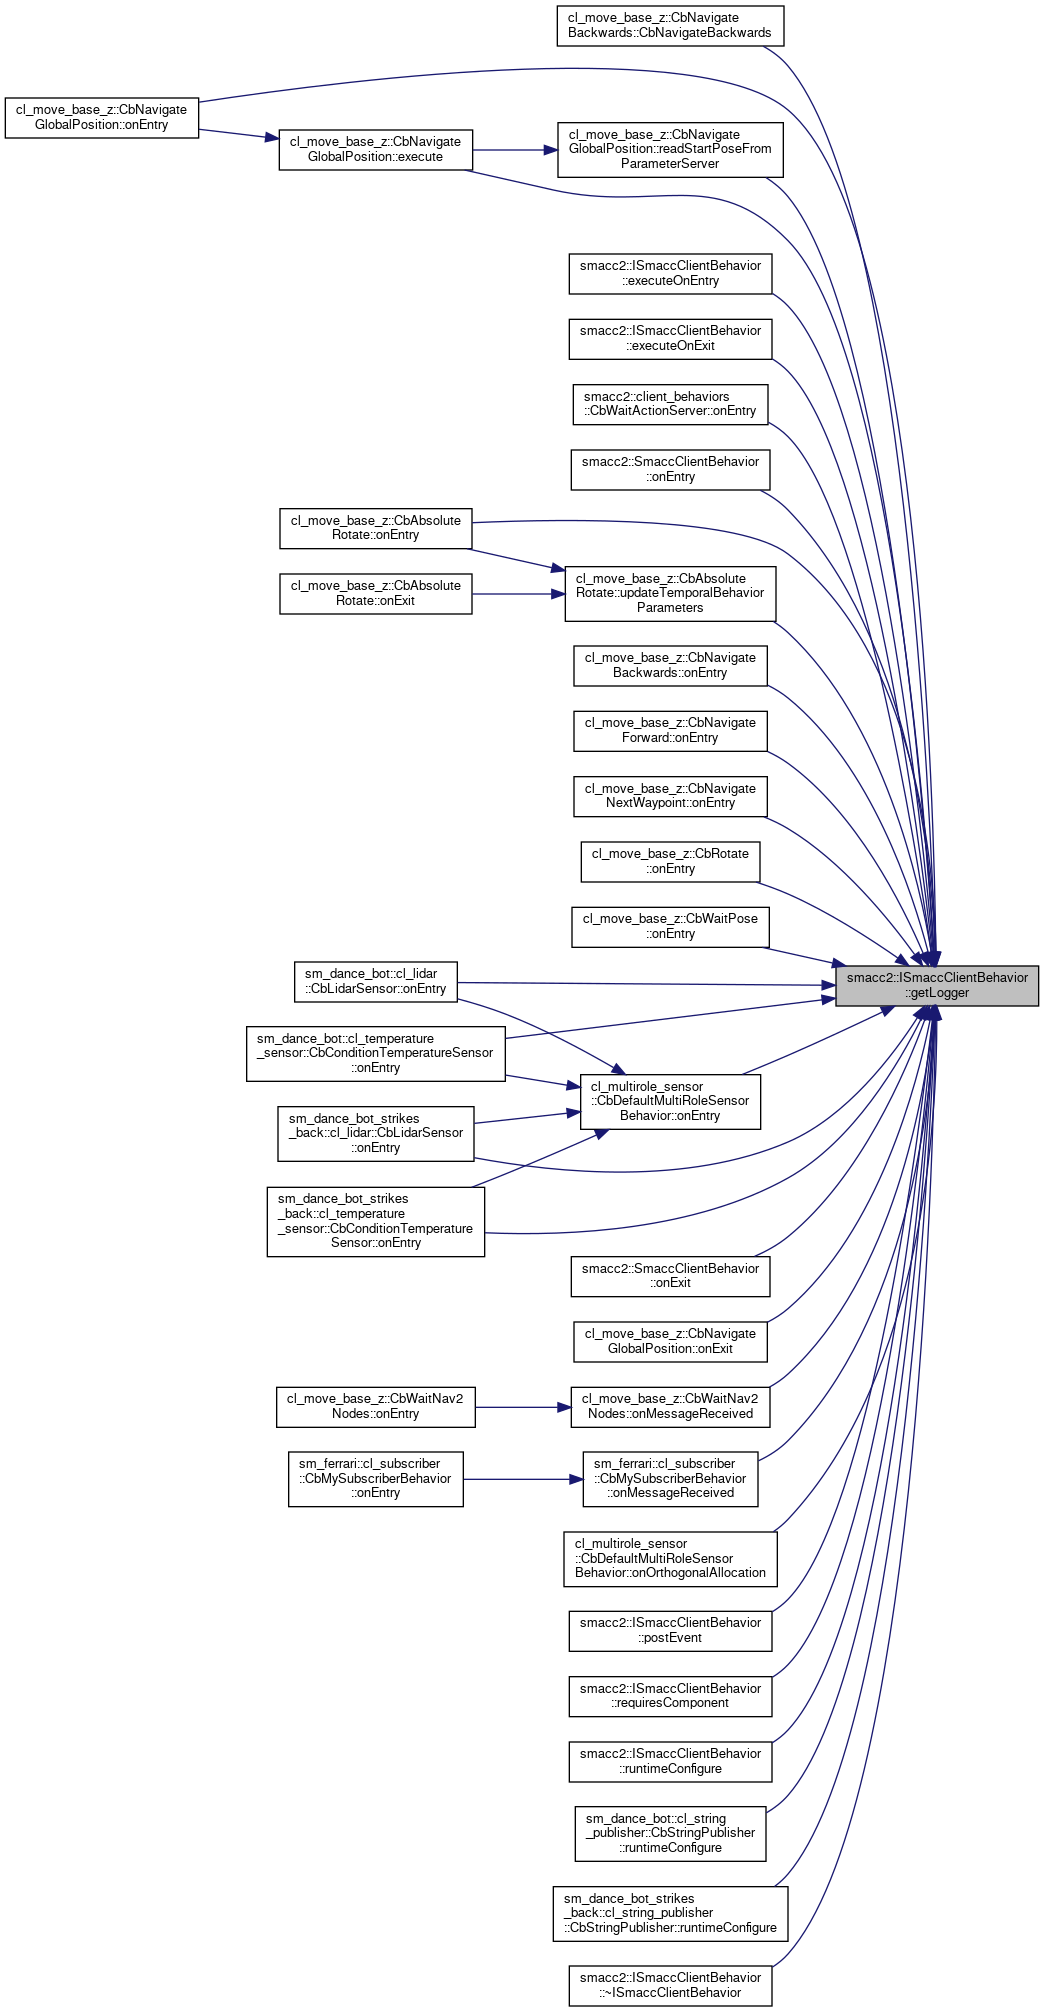 cl_move_base_z::CbNavigate
Backwards::CbNavigateBackwards
cl_move_base_z::CbNavigate
GlobalPosition::onEntry
cl_move_base_z::CbNavigate
GlobalPosition::execute
cl_move_base_z::CbNavigate
GlobalPosition::readStartPoseFrom
ParameterServer
smacc2::ISmaccClientBehavior
::executeOnEntry
smacc2::ISmaccClientBehavior
::executeOnExit
smacc2::client_behaviors
::CbWaitActionServer::onEntry
smacc2::SmaccClientBehavior
::onEntry
cl_move_base_z::CbAbsolute
Rotate::onEntry
cl_move_base_z::CbAbsolute
Rotate::onExit
cl_move_base_z::CbAbsolute
Rotate::updateTemporalBehavior
Parameters
cl_move_base_z::CbNavigate
Backwards::onEntry
cl_move_base_z::CbNavigate
Forward::onEntry
cl_move_base_z::CbNavigate
NextWaypoint::onEntry
cl_move_base_z::CbRotate
::onEntry
cl_move_base_z::CbWaitPose
::onEntry
smacc2::ISmaccClientBehavior
::getLogger
sm_dance_bot::cl_lidar
::CbLidarSensor::onEntry
sm_dance_bot::cl_temperature
_sensor::CbConditionTemperatureSensor
::onEntry
cl_multirole_sensor
::CbDefaultMultiRoleSensor
Behavior::onEntry
sm_dance_bot_strikes
_back::cl_lidar::CbLidarSensor
::onEntry
sm_dance_bot_strikes
_back::cl_temperature
_sensor::CbConditionTemperature
Sensor::onEntry
smacc2::SmaccClientBehavior
::onExit
cl_move_base_z::CbNavigate
GlobalPosition::onExit
cl_move_base_z::CbWaitNav2
Nodes::onEntry
cl_move_base_z::CbWaitNav2
Nodes::onMessageReceived
sm_ferrari::cl_subscriber
::CbMySubscriberBehavior
::onEntry
sm_ferrari::cl_subscriber
::CbMySubscriberBehavior
::onMessageReceived
cl_multirole_sensor
::CbDefaultMultiRoleSensor
Behavior::onOrthogonalAllocation
smacc2::ISmaccClientBehavior
::postEvent
smacc2::ISmaccClientBehavior
::requiresComponent
smacc2::ISmaccClientBehavior
::runtimeConfigure
sm_dance_bot::cl_string
_publisher::CbStringPublisher
::runtimeConfigure
sm_dance_bot_strikes
_back::cl_string_publisher
::CbStringPublisher::runtimeConfigure
smacc2::ISmaccClientBehavior
::~ISmaccClientBehavior